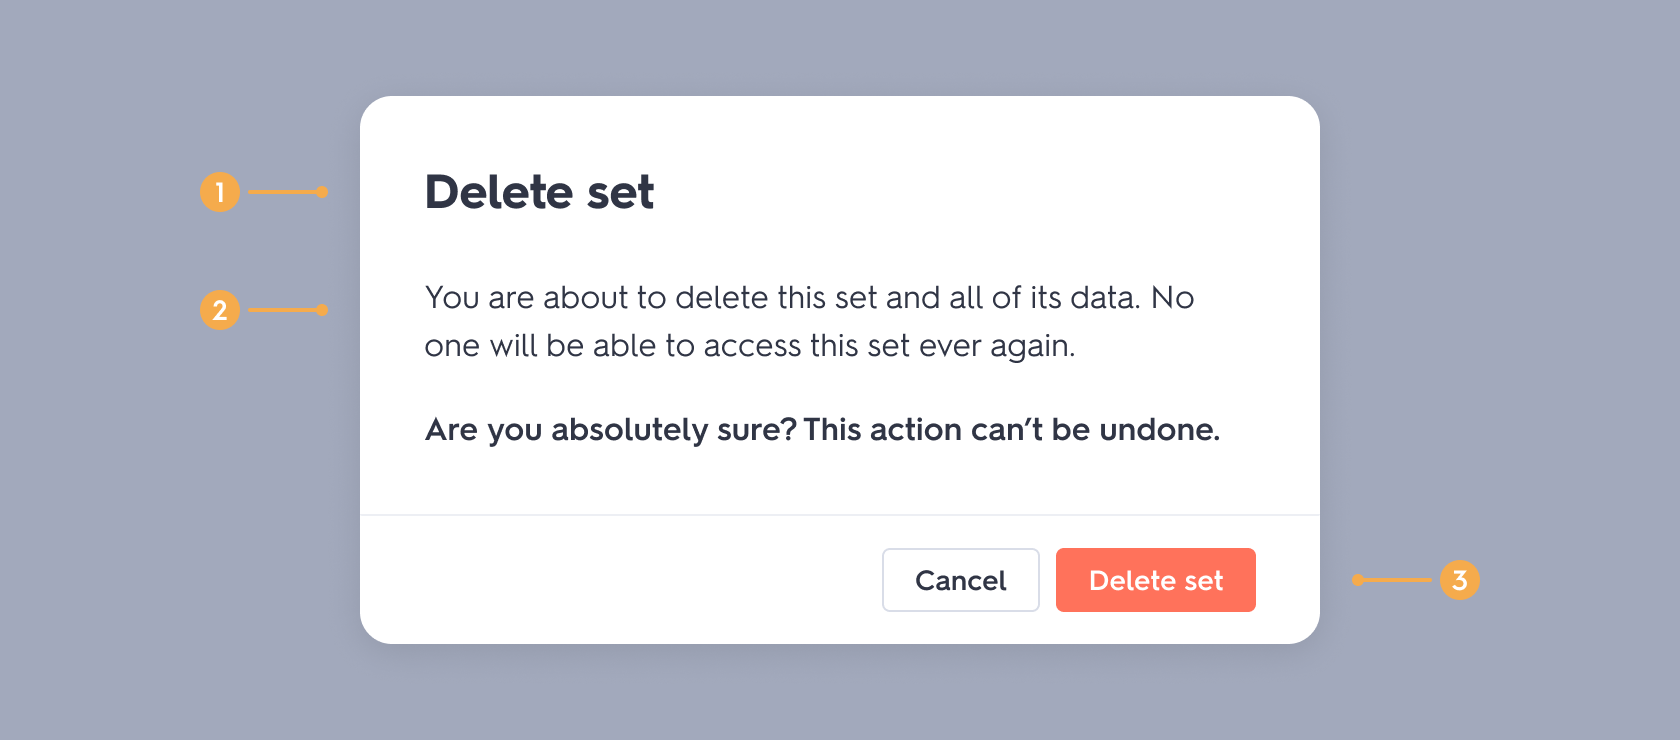 1
Delete set
2
You are about to delete this set and all of its data. No
one will be able to access this set ever again.
Are you absolutely sure? This action can’t be undone.
Cancel
Delete set
3